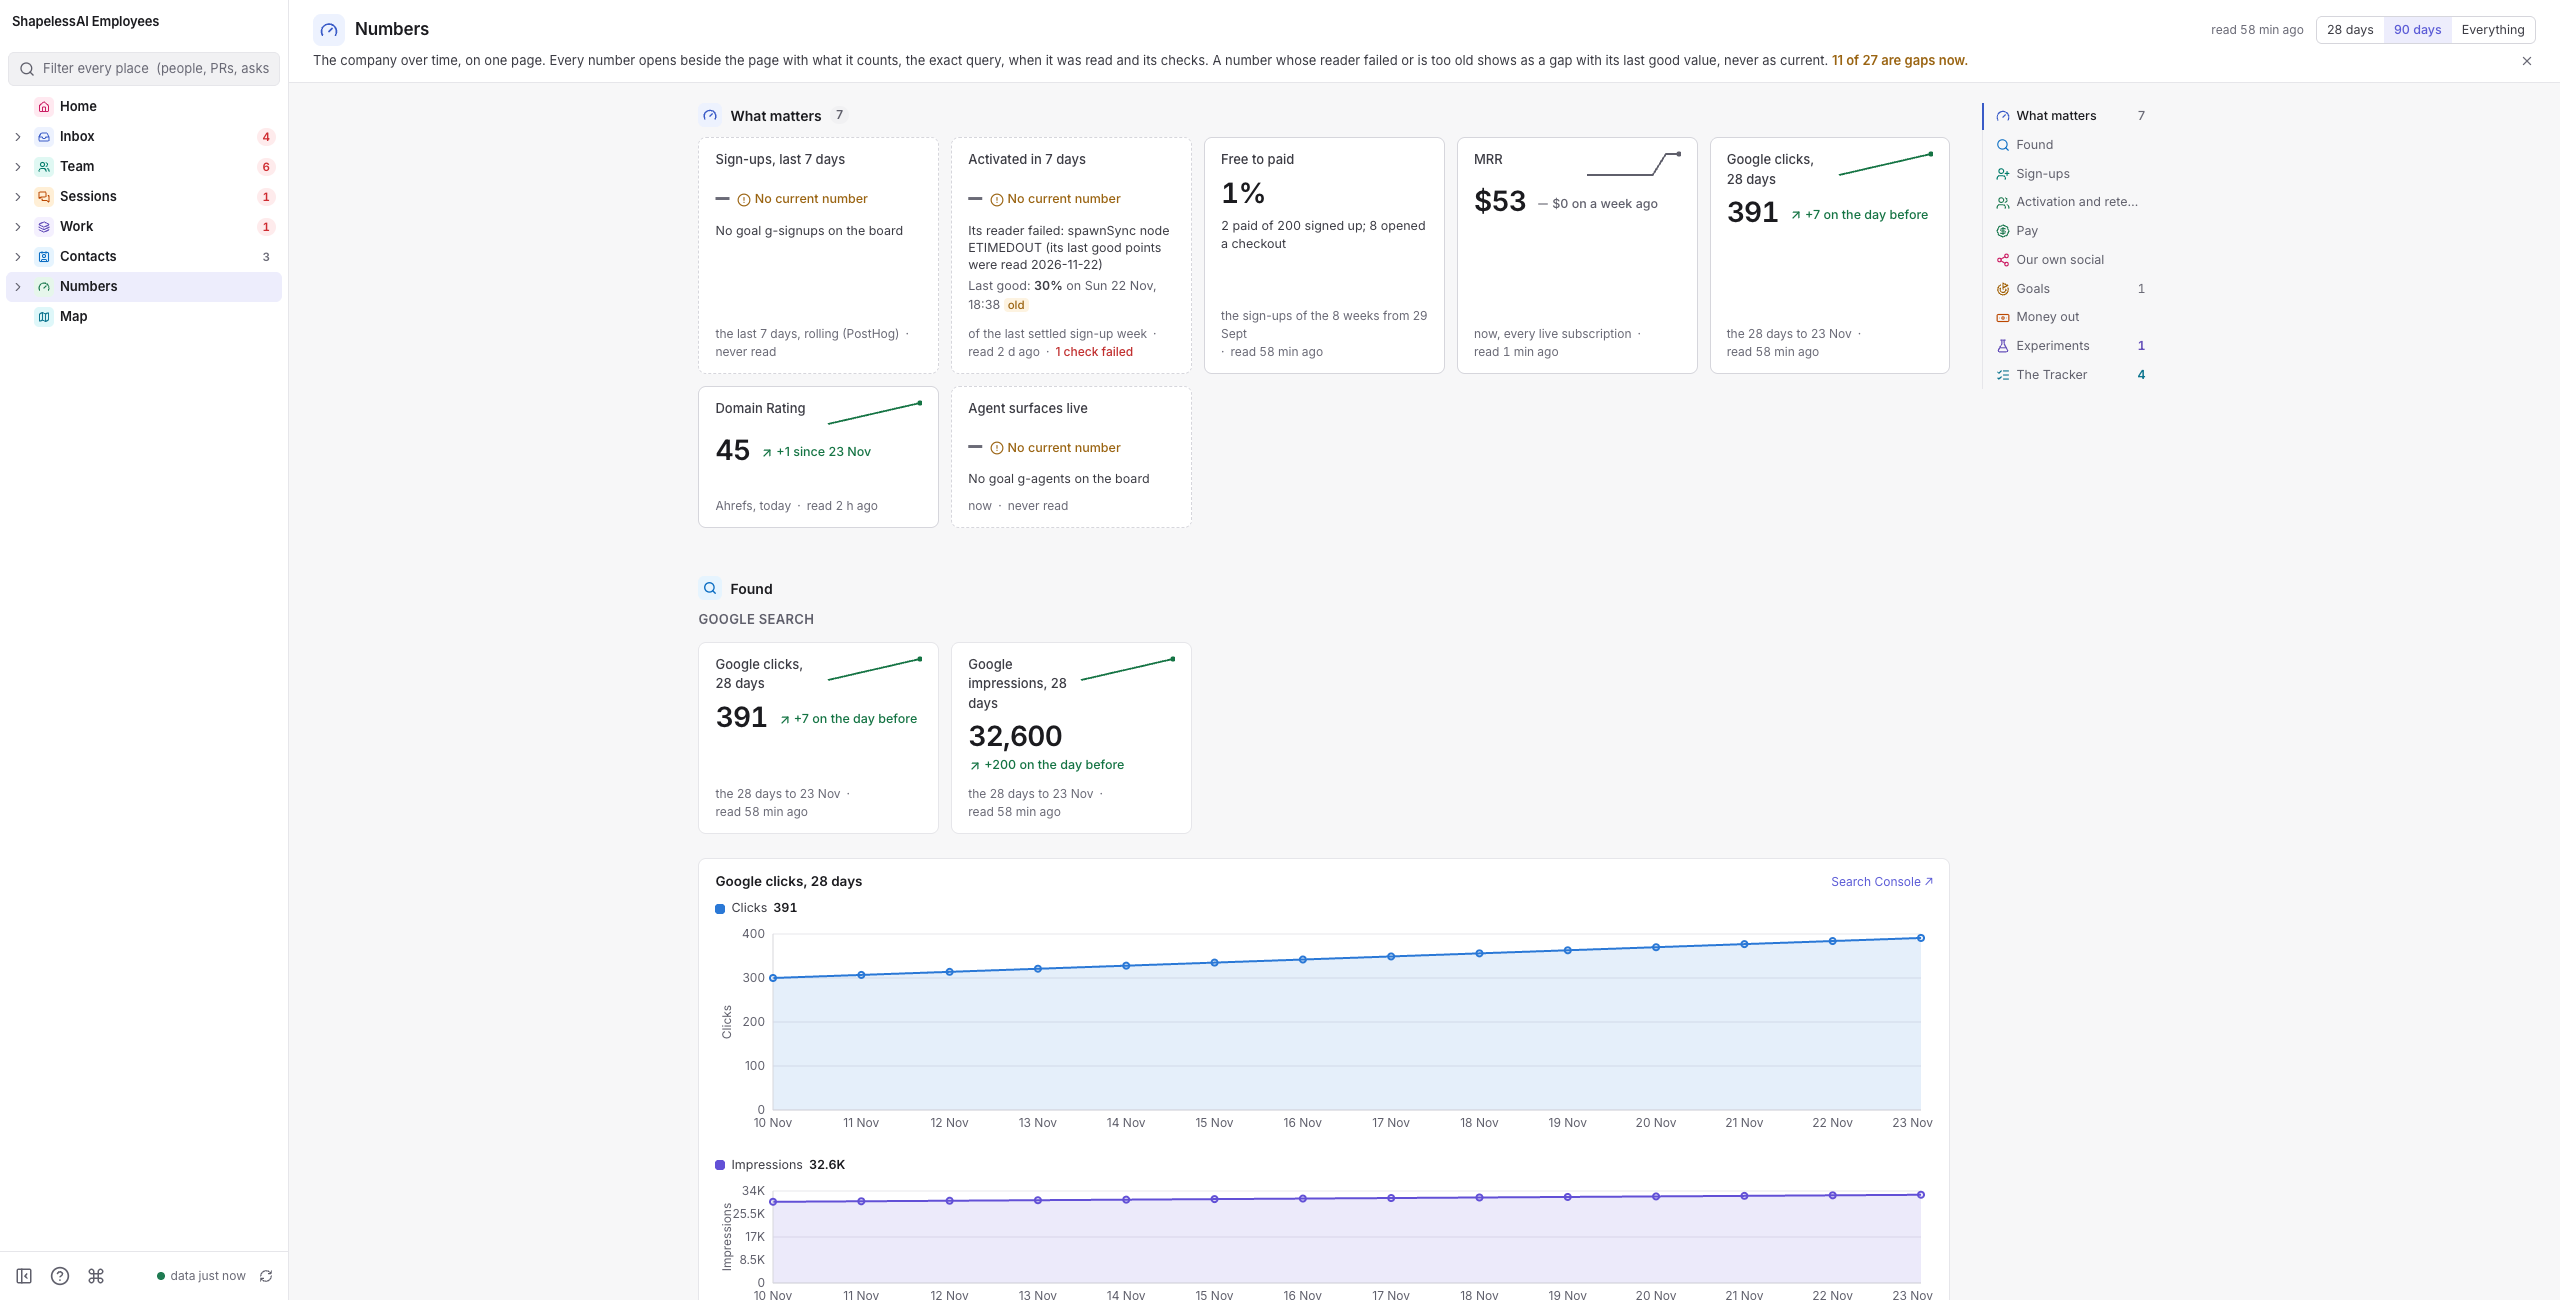 ShapelessAI Employees
Filter every place (people, PRs, asks
Home
Inbox 4
Team 6
Sessions 1
Work 1
Contacts 3
Numbers
Map
data just now
Numbers
read 58 min ago
28 days
90 days
Everything
The company over time, on one page. Every number opens beside the page with what it counts, the exact query, when it was read and its checks. A number whose reader failed or is too old shows as a gap with its last good value, never as current. 11 of 27 are gaps now.
What matters 7
Sign-ups, last 7 days
— No current number
No goal g-signups on the board
the last 7 days, rolling (PostHog) ·
never read
Activated in 7 days
— No current number
Its reader failed: spawnSync node
ETIMEDOUT (its last good points
were read 2026-11-22)
Last good: 30% on Sun 22 Nov,
18:38 old
of the last settled sign-up week ·
read 2 d ago · 1 check failed
Free to paid
1%
2 paid of 200 signed up; 8 opened
a checkout
the sign-ups of the 8 weeks from 29
Sept
· read 58 min ago
MRR
$53 — $0 on a week ago
now, every live subscription ·
read 1 min ago
Google clicks,
28 days
391 +7 on the day before
the 28 days to 23 Nov ·
read 58 min ago
Domain Rating
45 +1 since 23 Nov
Ahrefs, today · read 2 h ago
Agent surfaces live
— No current number
No goal g-agents on the board
now · never read
What matters 7
Found
Sign-ups
Activation and rete...
Pay
Our own social
Goals 1
Money out
Experiments 1
The Tracker 4
Found
GOOGLE SEARCH
Google clicks,
28 days
391 +7 on the day before
the 28 days to 23 Nov ·
read 58 min ago
Google
impressions, 28
days
32,600
+200 on the day before
the 28 days to 23 Nov ·
read 58 min ago
Google clicks, 28 days
Search Console
Clicks 391
Clicks
400
300
200
100
0
10 Nov 11 Nov 12 Nov 13 Nov 14 Nov 15 Nov 16 Nov 17 Nov 18 Nov 19 Nov 20 Nov 21 Nov 22 Nov 23 Nov
Impressions 32.6K
Impressions
34K
25.5K
17K
8.5K
0
10 Nov 11 Nov 12 Nov 13 Nov 14 Nov 15 Nov 16 Nov 17 Nov 18 Nov 19 Nov 20 Nov 21 Nov 22 Nov 23 Nov